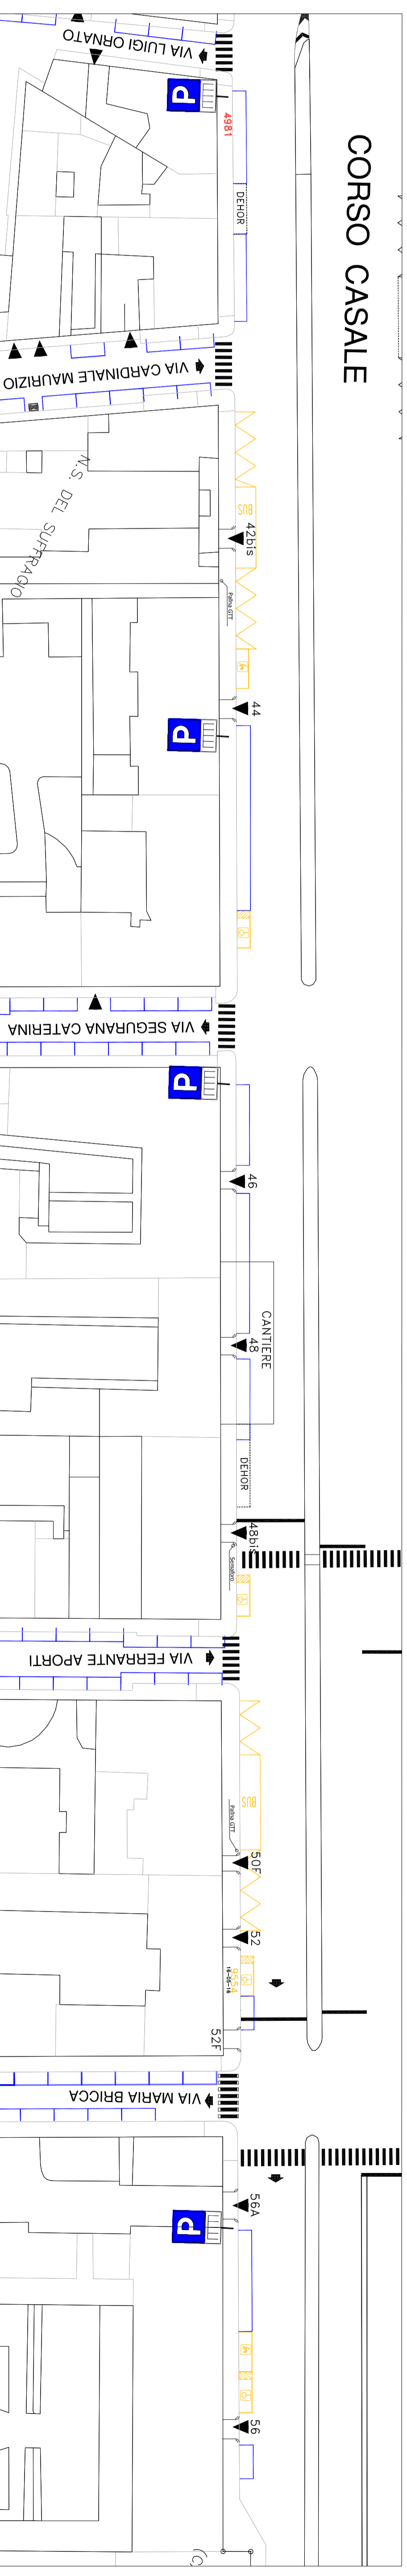 VIA LUIGI ORNATO
P
4981
CORSO CASALE
DEHOR
VIA CARDINALE MAURIZIO
N.S. DEL SUFFRAGIO
BUS
42bis
Palina GTT
44
P
VIA SEGURANA CATERINA
P
46
CANTIERE
48
DEHOR
48bis
Semaforo
VIA FERRANTE APORTI
BUS
Palina GTT
50F
52
9554
52F
VIA MARIA BRICCA
56A
P
56
(C)